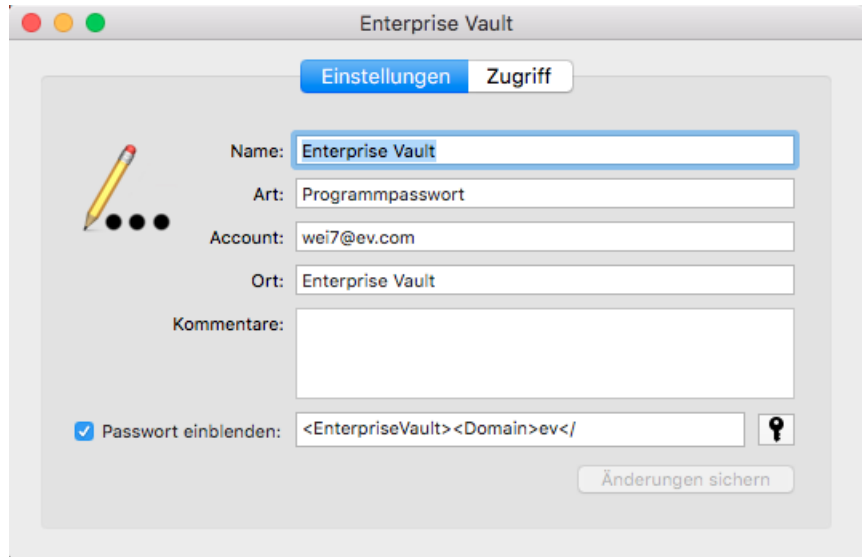 Enterprise Vault
Einstellungen Zugriff
Name: Enterprise Vault
Art: Programmpasswort
Account: wei7@ev.com
Ort: Enterprise Vault
Kommentare:
Passwort einblenden: <EnterpriseVault><Domain>ev</
Änderungen sichern